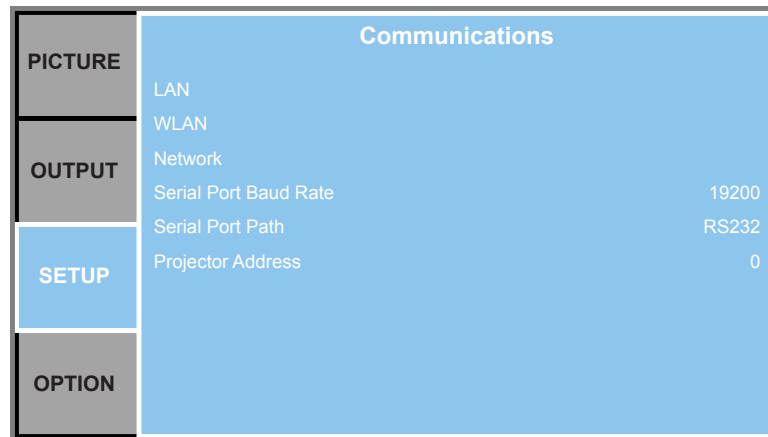 PICTURE
OUTPUT
SETUP
OPTION
Communications
LAN
WLAN
Network
Serial Port Baud Rate 19200
Serial Port Path RS232
Projector Address 0